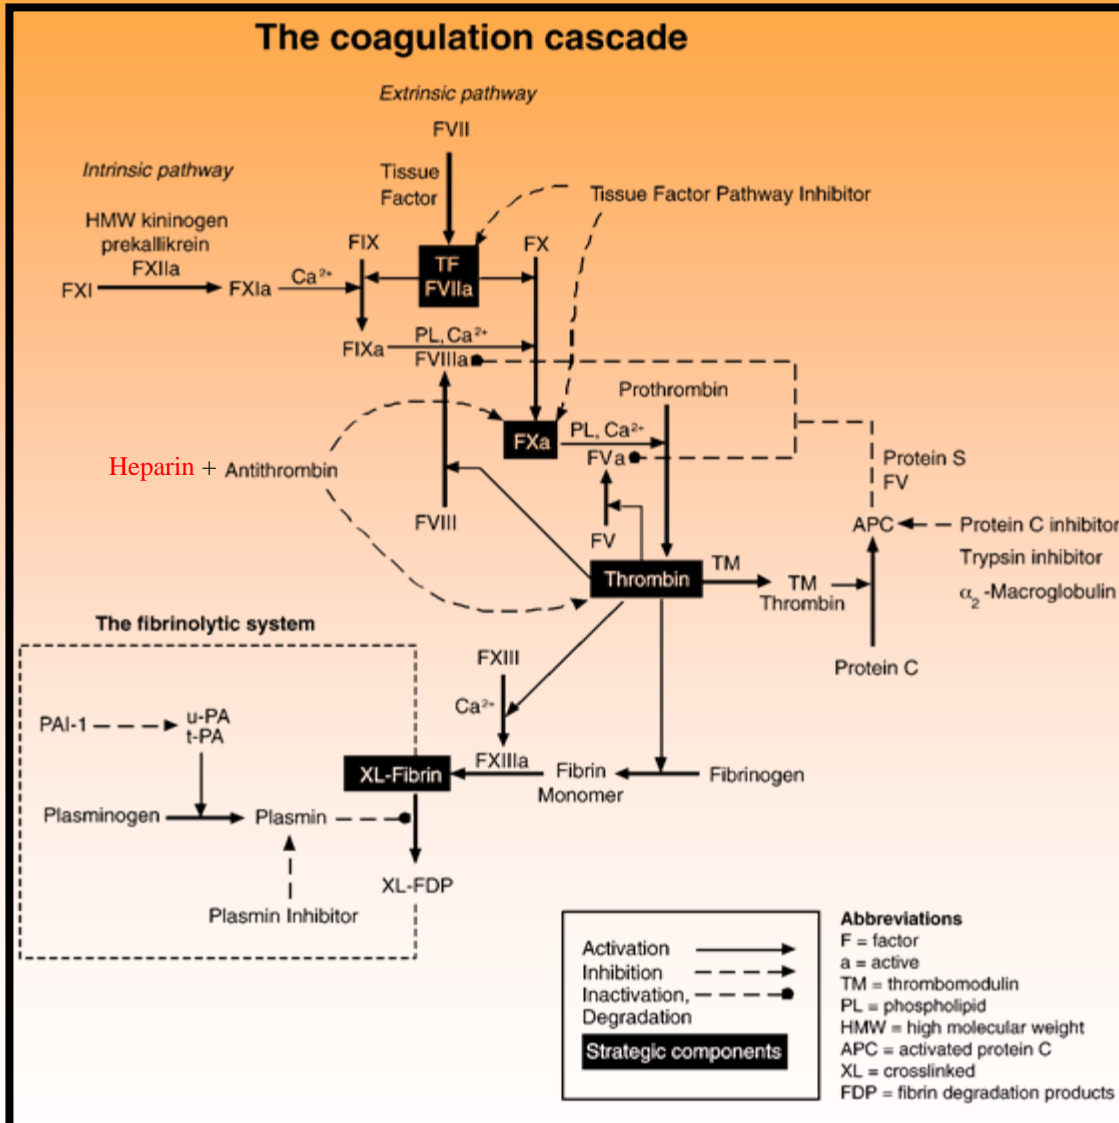 The coagulation cascade
Extrinsic pathway
FVII
Intrinsic pathway
Tissue
Factor
Tissue Factor Pathway Inhibitor
HMW kininogen
prekallikrein
FXIIa
FIX
FX
TF
FVIIa
FXI
FXIa
Ca²⁺
FIXa
PL, Ca²⁺
FVIIIa
Prothrombin
FXa
PL, Ca²⁺
FVa
Heparin + Antithrombin
Protein S
FV
FVIII
FV
APC
Protein C inhibitor
Trypsin inhibitor
α₂-Macroglobulin
Thrombin
TM
TM
Thrombin
Protein C
The fibrinolytic system
FXIII
Ca²⁺
FXIIIa
PAI-1
u-PA
t-PA
XL-Fibrin
Fibrin
Monomer
Fibrinogen
Plasminogen
Plasmin
XL-FDP
Plasmin Inhibitor
Activation
Inhibition
Inactivation,
Degradation
Strategic components
Abbreviations
F = factor
a = active
TM = thrombomodulin
PL = phospholipid
HMW = high molecular weight
APC = activated protein C
XL = crosslinked
FDP = fibrin degradation products